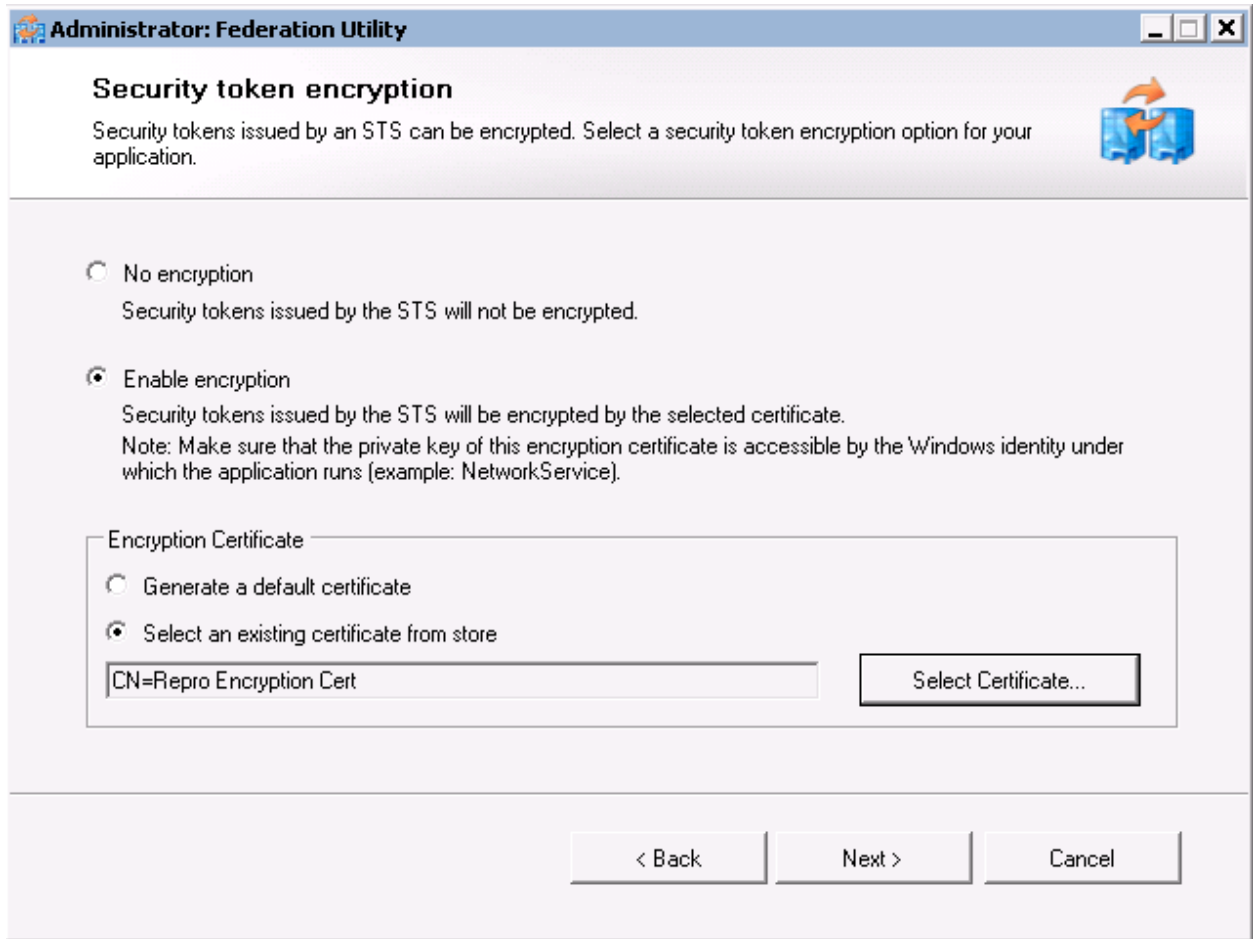 Administrator: Federation Utility
Security token encryption
Security tokens issued by an STS can be encrypted. Select a security token encryption option for your
application.
No encryption
Security tokens issued by the STS will not be encrypted.
Enable encryption
Security tokens issued by the STS will be encrypted by the selected certificate.
Note: Make sure that the private key of this encryption certificate is accessible by the Windows identity under
which the application runs (example: NetworkService).
Encryption Certificate
Generate a default certificate
Select an existing certificate from store
CN=Repro Encryption Cert
Select Certificate...
< Back
Next >
Cancel